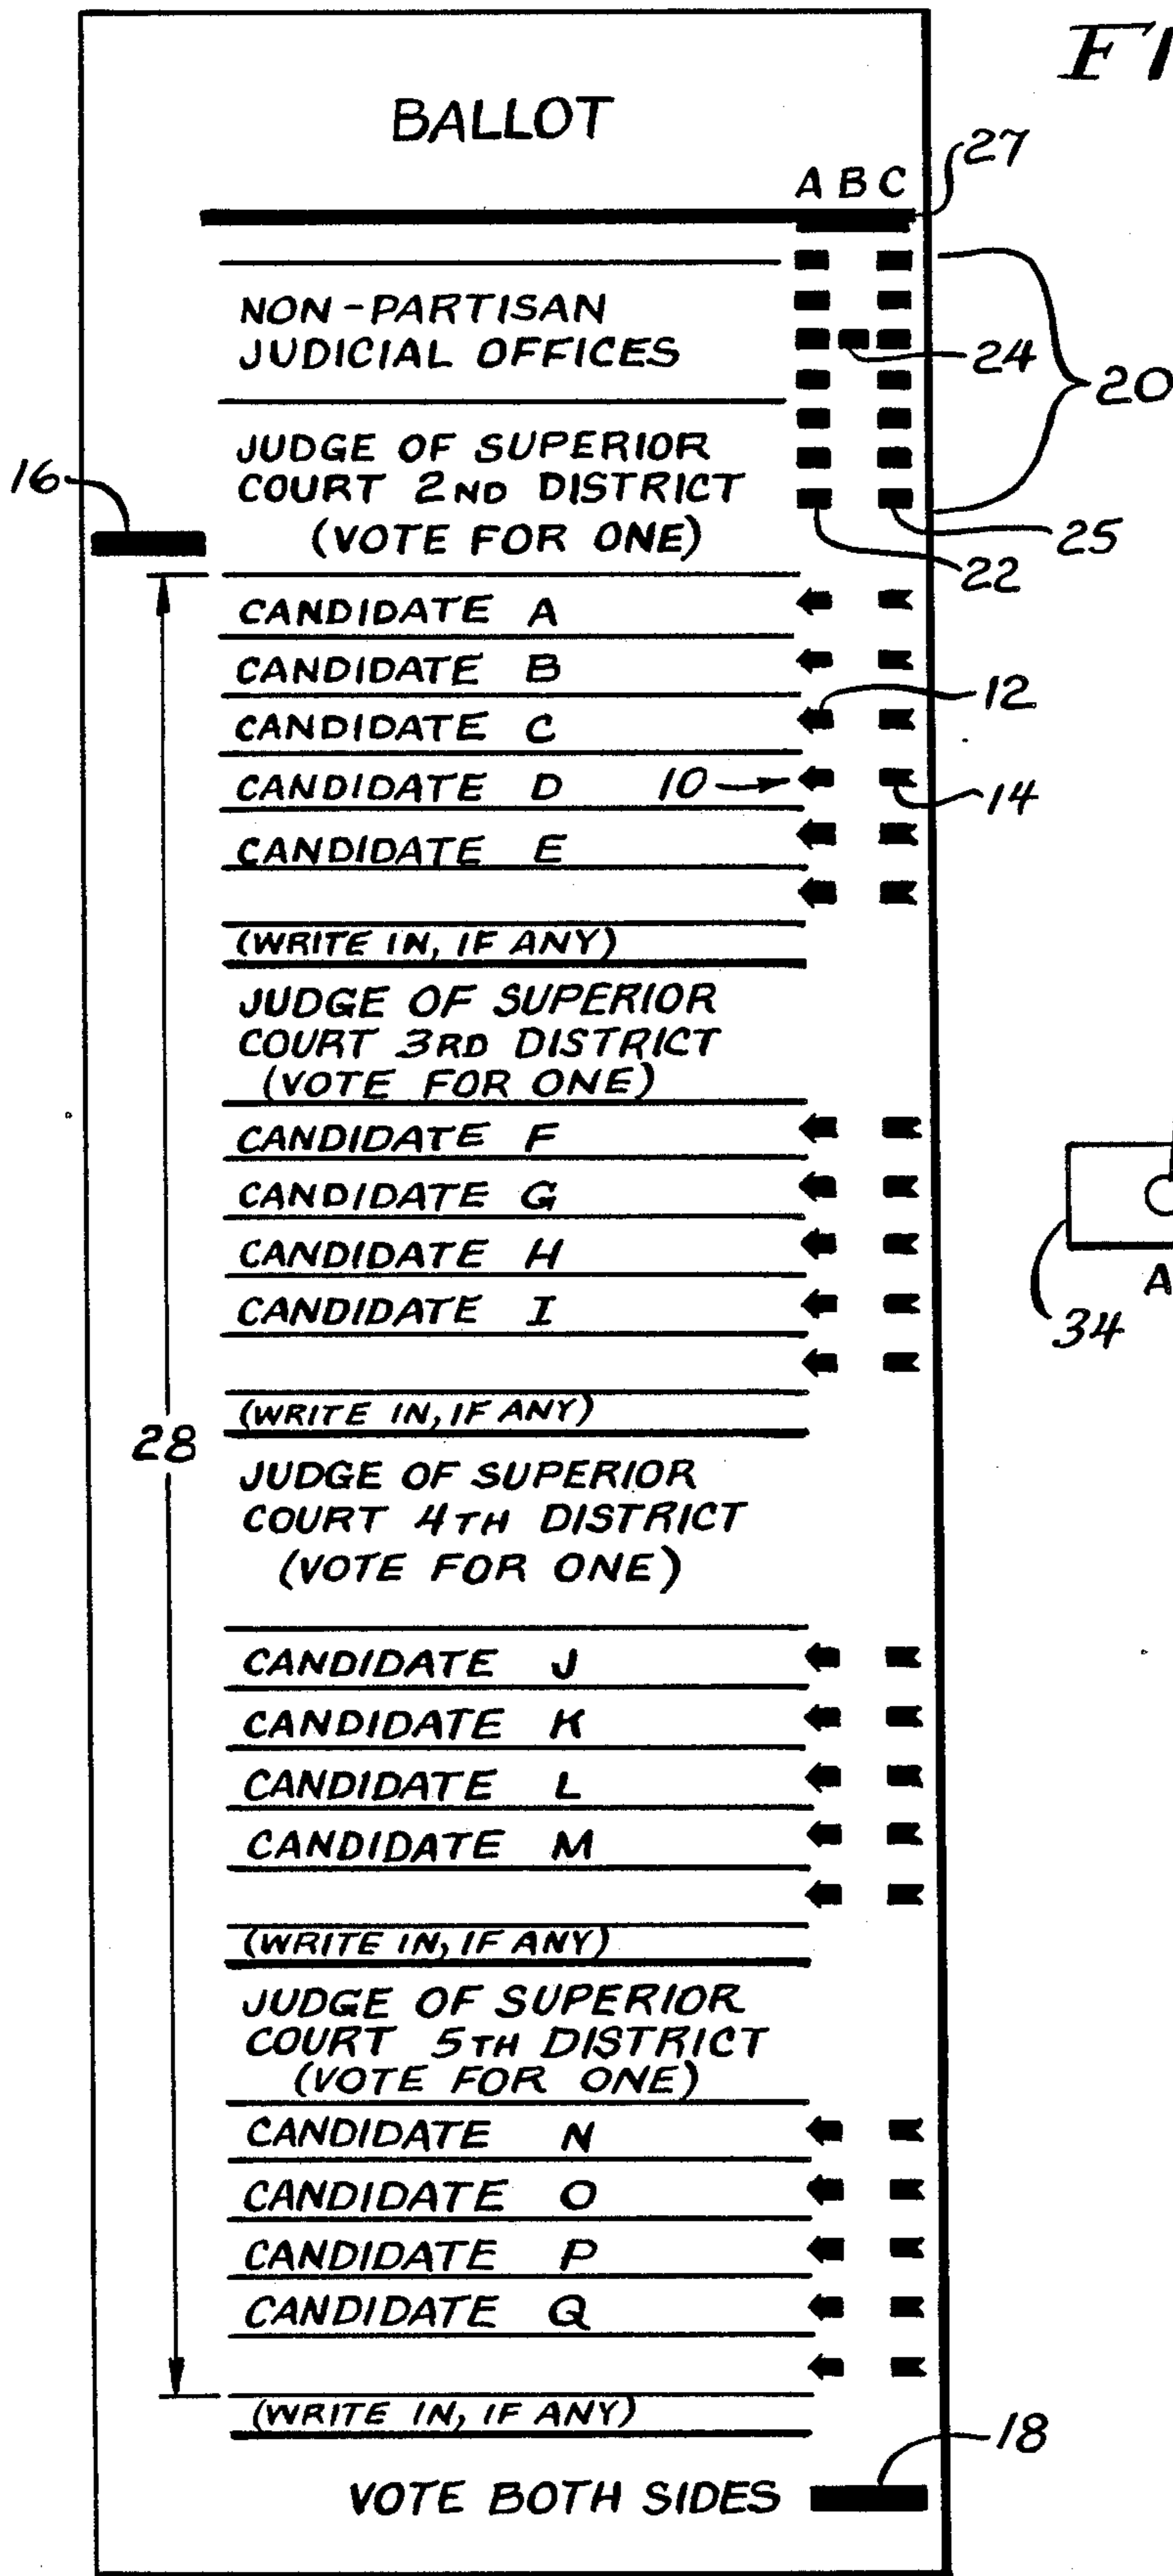 FI
BALLOT
27
A B C
NON-PARTISAN
JUDICIAL OFFICES
24
20
JUDGE OF SUPERIOR
16
COURT 2ND DISTRICT
(VOTE FOR ONE)
25
22
CANDIDATE A
CANDIDATE B
12
CANDIDATE C
CANDIDATE D 10
14
CANDIDATE E
(WRITE IN, IF ANY)
JUDGE OF SUPERIOR
COURT 3RD DISTRICT
(VOTE FOR ONE)
CANDIDATE F
CANDIDATE G
CANDIDATE H
A
CANDIDATE I
34
(WRITE IN, IF ANY)
28
JUDGE OF SUPERIOR
COURT 4TH DISTRICT
(VOTE FOR ONE)
CANDIDATE J
CANDIDATE K
CANDIDATE L
CANDIDATE M
(WRITE IN, IF ANY)
JUDGE OF SUPERIOR
COURT 5TH DISTRICT
(VOTE FOR ONE)
CANDIDATE N
CANDIDATE O
CANDIDATE P
CANDIDATE Q
(WRITE IN, IF ANY)
18
VOTE BOTH SIDES